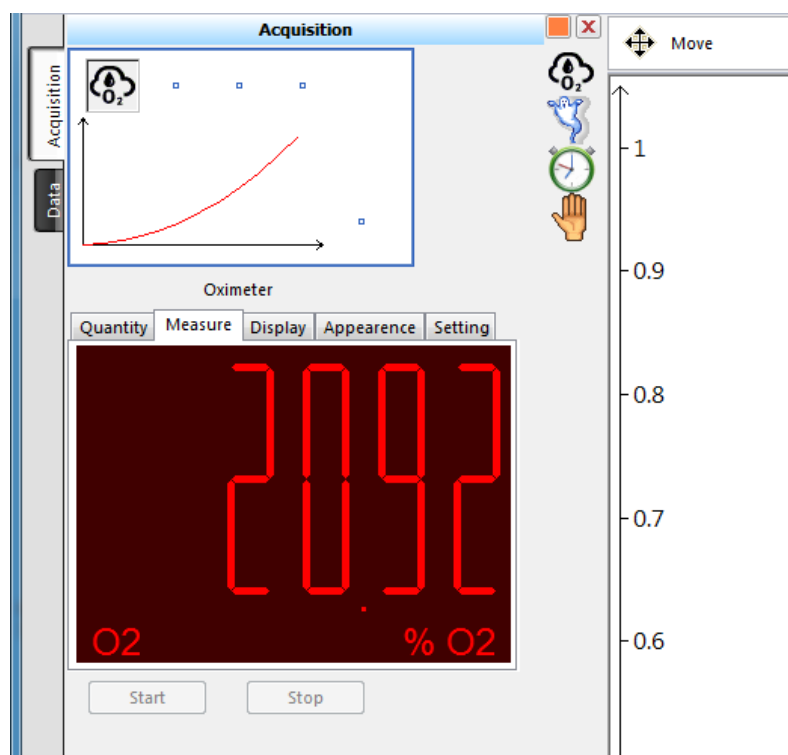 Acquisition
Move
Acquisition
Data
O2
Oximeter
Quantity
Measure
Display
Appearence
Setting
20.92
O2
% O2
Start
Stop
O2
1
0.9
0.8
0.7
0.6